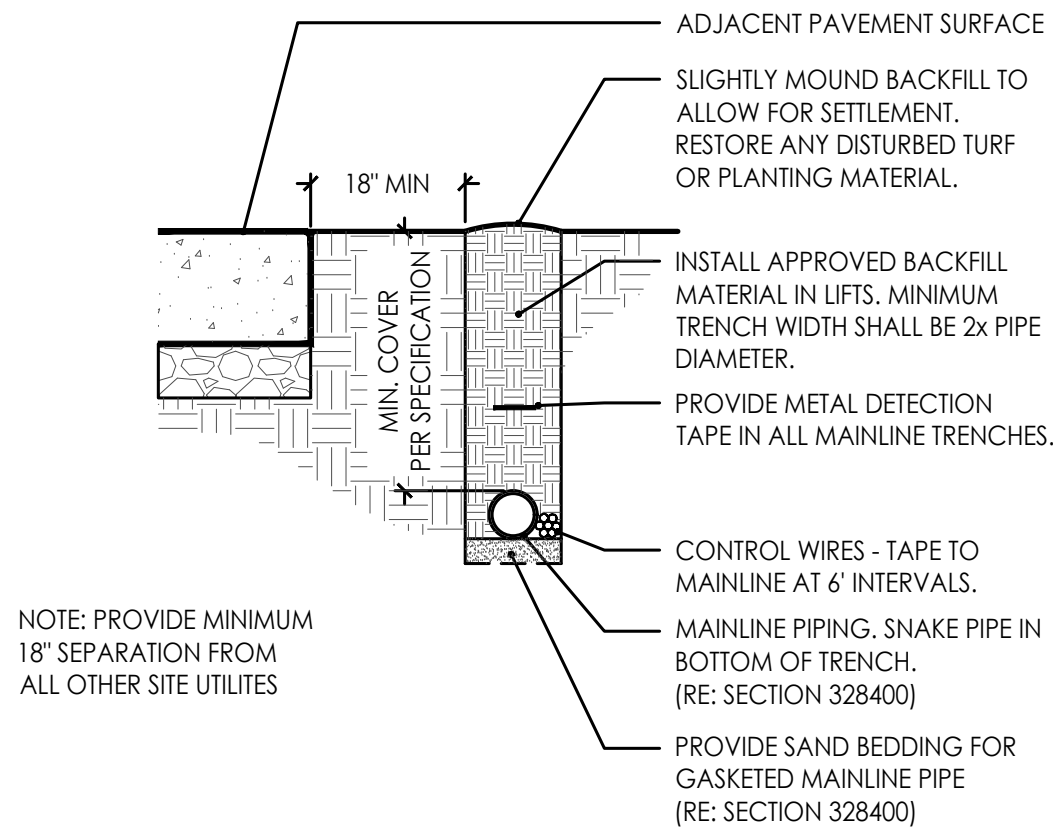 ADJACENT PAVEMENT SURFACE
SLIGHTLY MOUND BACKFILL TO
ALLOW FOR SETTLEMENT.
RESTORE ANY DISTURBED TURF
OR PLANTING MATERIAL.
18" MIN
MIN. COVER
PER SPECIFICATION
INSTALL APPROVED BACKFILL
MATERIAL IN LIFTS. MINIMUM
TRENCH WIDTH SHALL BE 2x PIPE
DIAMETER.
PROVIDE METAL DETECTION
TAPE IN ALL MAINLINE TRENCHES.
CONTROL WIRES - TAPE TO
MAINLINE AT 6' INTERVALS.
MAINLINE PIPING. SNAKE PIPE IN
BOTTOM OF TRENCH.
(RE: SECTION 328400)
PROVIDE SAND BEDDING FOR
GASKETED MAINLINE PIPE
(RE: SECTION 328400)
NOTE: PROVIDE MINIMUM
18" SEPARATION FROM
ALL OTHER SITE UTILITES